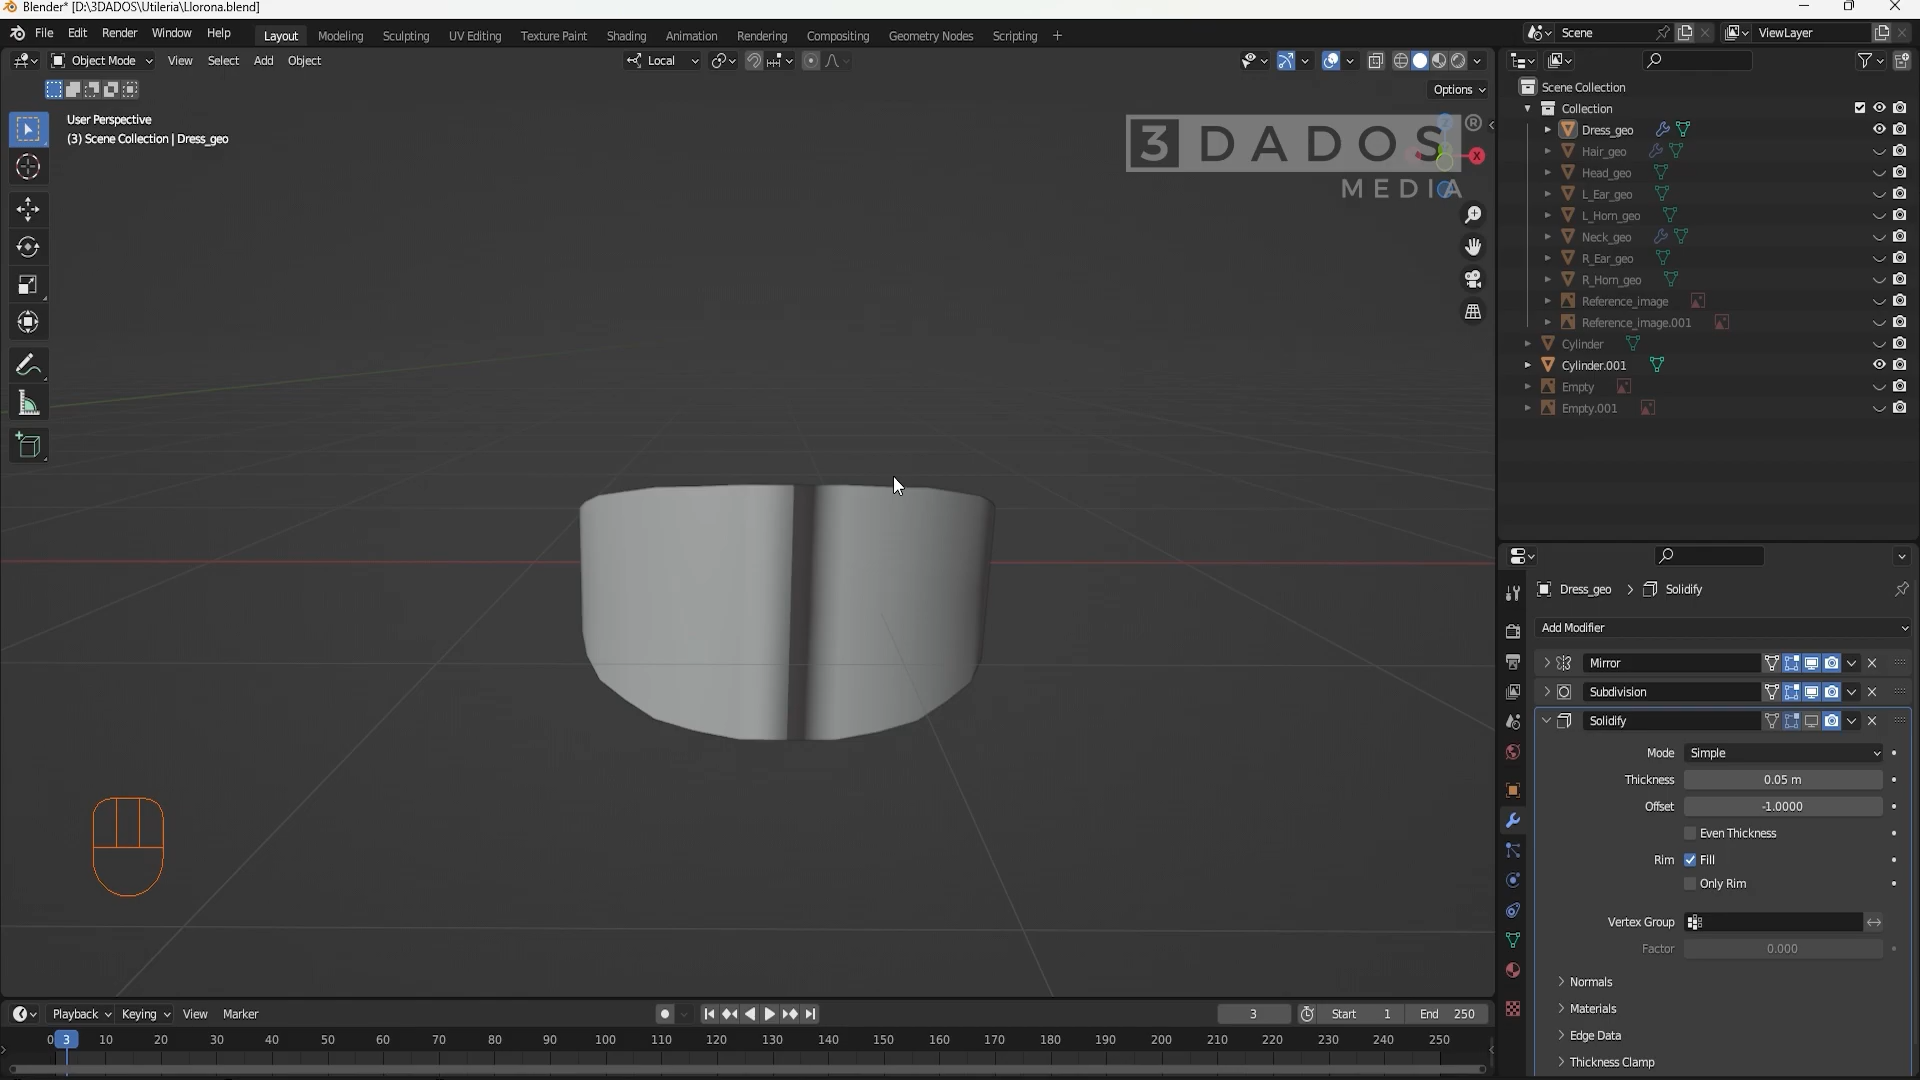 Blender* [D:\3DADOS\Utileria\Llorona.blend]
File Edit Render Window Help Layout Modeling Sculpting UV Editing Texture Paint Shading Animation Rendering Compositing Geometry Nodes Scripting + Scene ViewLayer
Object Mode View Select Add Object Local
Options
User Perspective
(3) Scene Collection | Dress_geo
3 DADOS
MEDIA
R
X
Scene Collection
Collection
Dress_geo
Hair_geo
Head_geo
L_Ear_geo
L_Horn_geo
Neck_geo
R_Ear_geo
R_Horn_geo
Reference_image
Reference_image.001
Cylinder
Cylinder.001
Empty
Empty.001
Dress_geo > Solidify
Add Modifier
Mirror
Subdivision
Solidify
Mode Simple
Thickness 0.05 m
Offset -1.0000
Even Thickness
Rim Fill
Only Rim
Vertex Group
Factor 0.000
Normals
Materials
Edge Data
Thickness Clamp
Playback Keying View Marker 3 Start 1 End 250
0 3 10 20 30 40 50 60 70 80 90 100 110 120 130 140 150 160 170 180 190 200 210 220 230 240 250